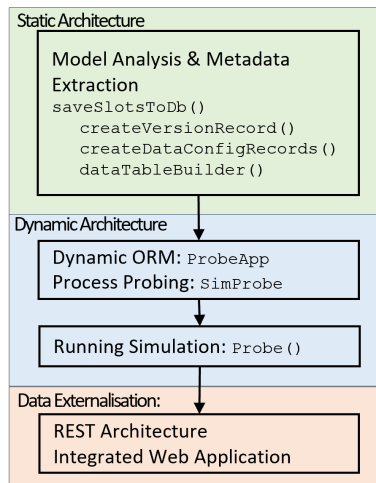 Static Architecture
Model Analysis & Metadata
Extraction
saveSlotsToDb()
createVersionRecord()
createDataConfigRecords()
dataTableBuilder()
Dynamic Architecture
Dynamic ORM: ProbeApp
Process Probing: SimProbe
Running Simulation: Probe()
Data Externalisation:
REST Architecture
Integrated Web Application